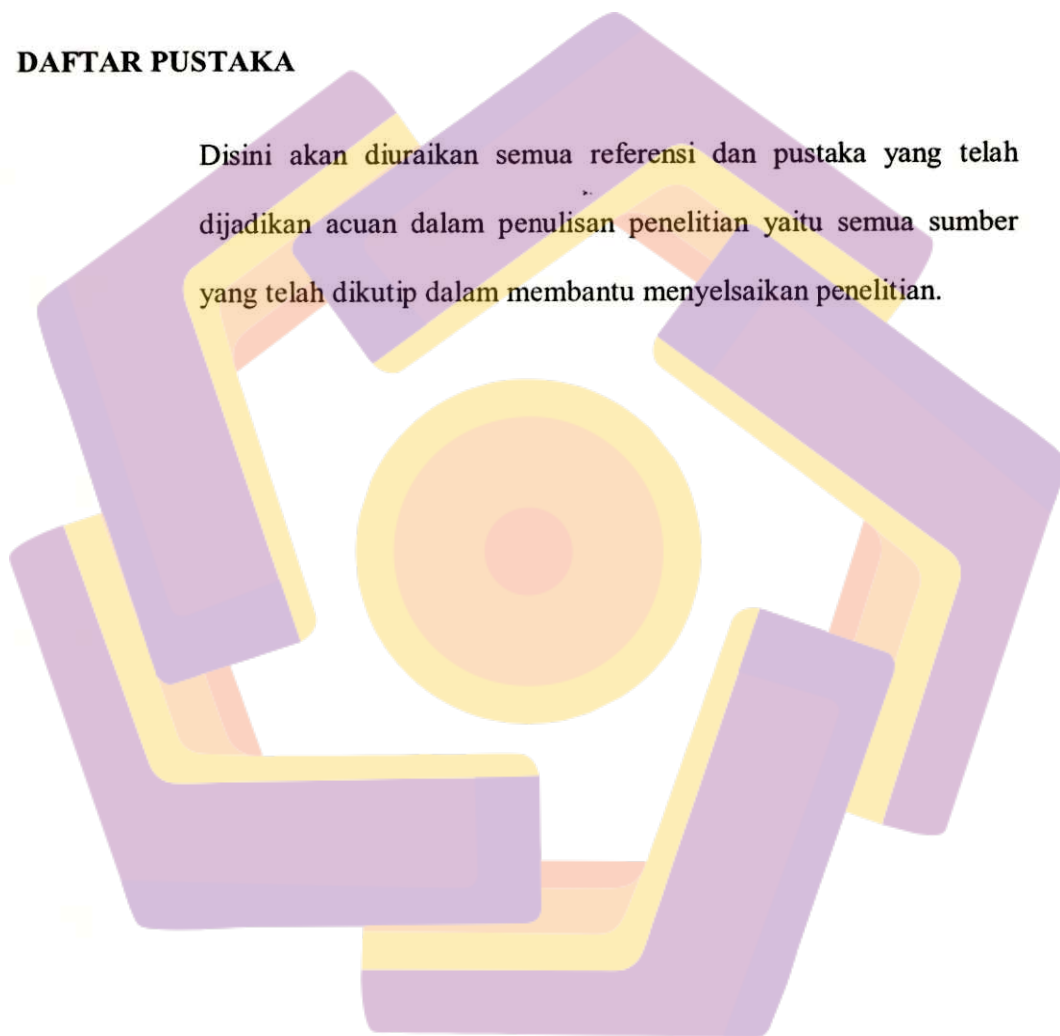 DAFTAR PUSTAKA
Disini akan diuraikan semua referensi dan pustaka yang telah
dijadikan acuan dalam penulisan penelitian yaitu semua sumber
yang telah dikutip dalam membantu menyelsaikan penelitian.